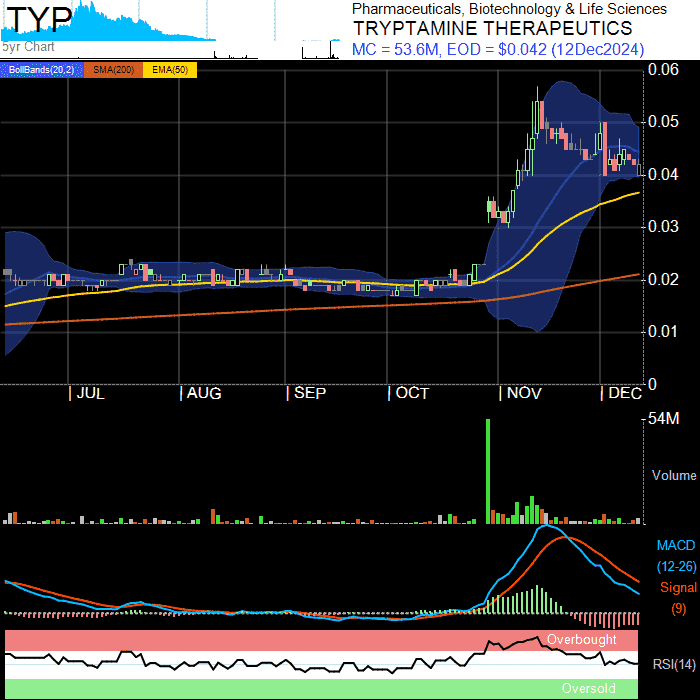 TYP
5yr Chart
Pharmaceuticals, Biotechnology & Life Sciences
TRYPTAMINE THERAPEUTICS
MC = 53.6M, EOD = $0.042 (12Dec2024)
BollBands(20,2) SMA(200) EMA(50)
0.06
0.05
0.04
0.03
0.02
0.01
0
JUL AUG SEP OCT NOV DEC
54M
Volume
MACD
(12-26)
Signal
(9)
Overbought
RSI(14)
Oversold